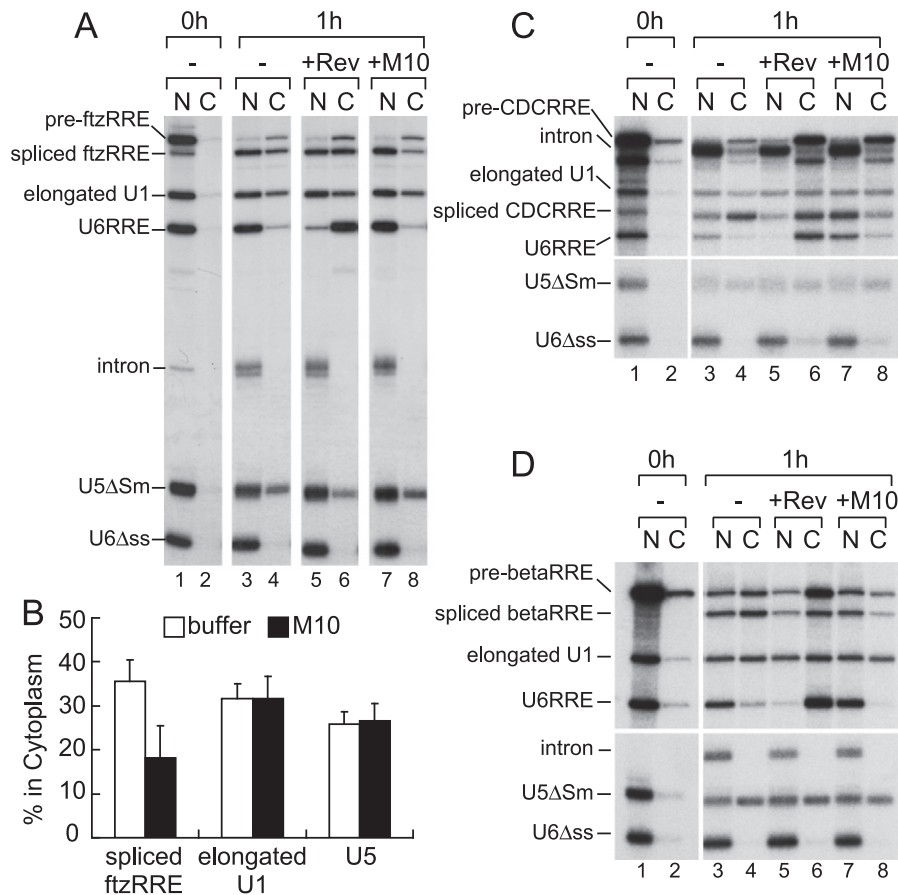 A
0h 1h
- - +Rev +M10
N C N C N C N C
pre-ftzRRE
spliced ftzRRE
elongated U1
U6RRE
intron
U5ΔSm
U6Δss
1 2 3 4 5 6 7 8
B
50
40
30
20
10
0
% in Cytoplasm
buffer M10
spliced ftzRRE
elongated U1
U5
C
0h 1h
- - +Rev +M10
N C N C N C N C
pre-CDCRRE
intron
elongated U1
spliced CDCRRE
U6RRE
U5ΔSm
U6Δss
1 2 3 4 5 6 7 8
D
0h 1h
- - +Rev +M10
N C N C N C N C
pre-betaRRE
spliced betaRRE
elongated U1
U6RRE
intron
U5ΔSm
U6Δss
1 2 3 4 5 6 7 8